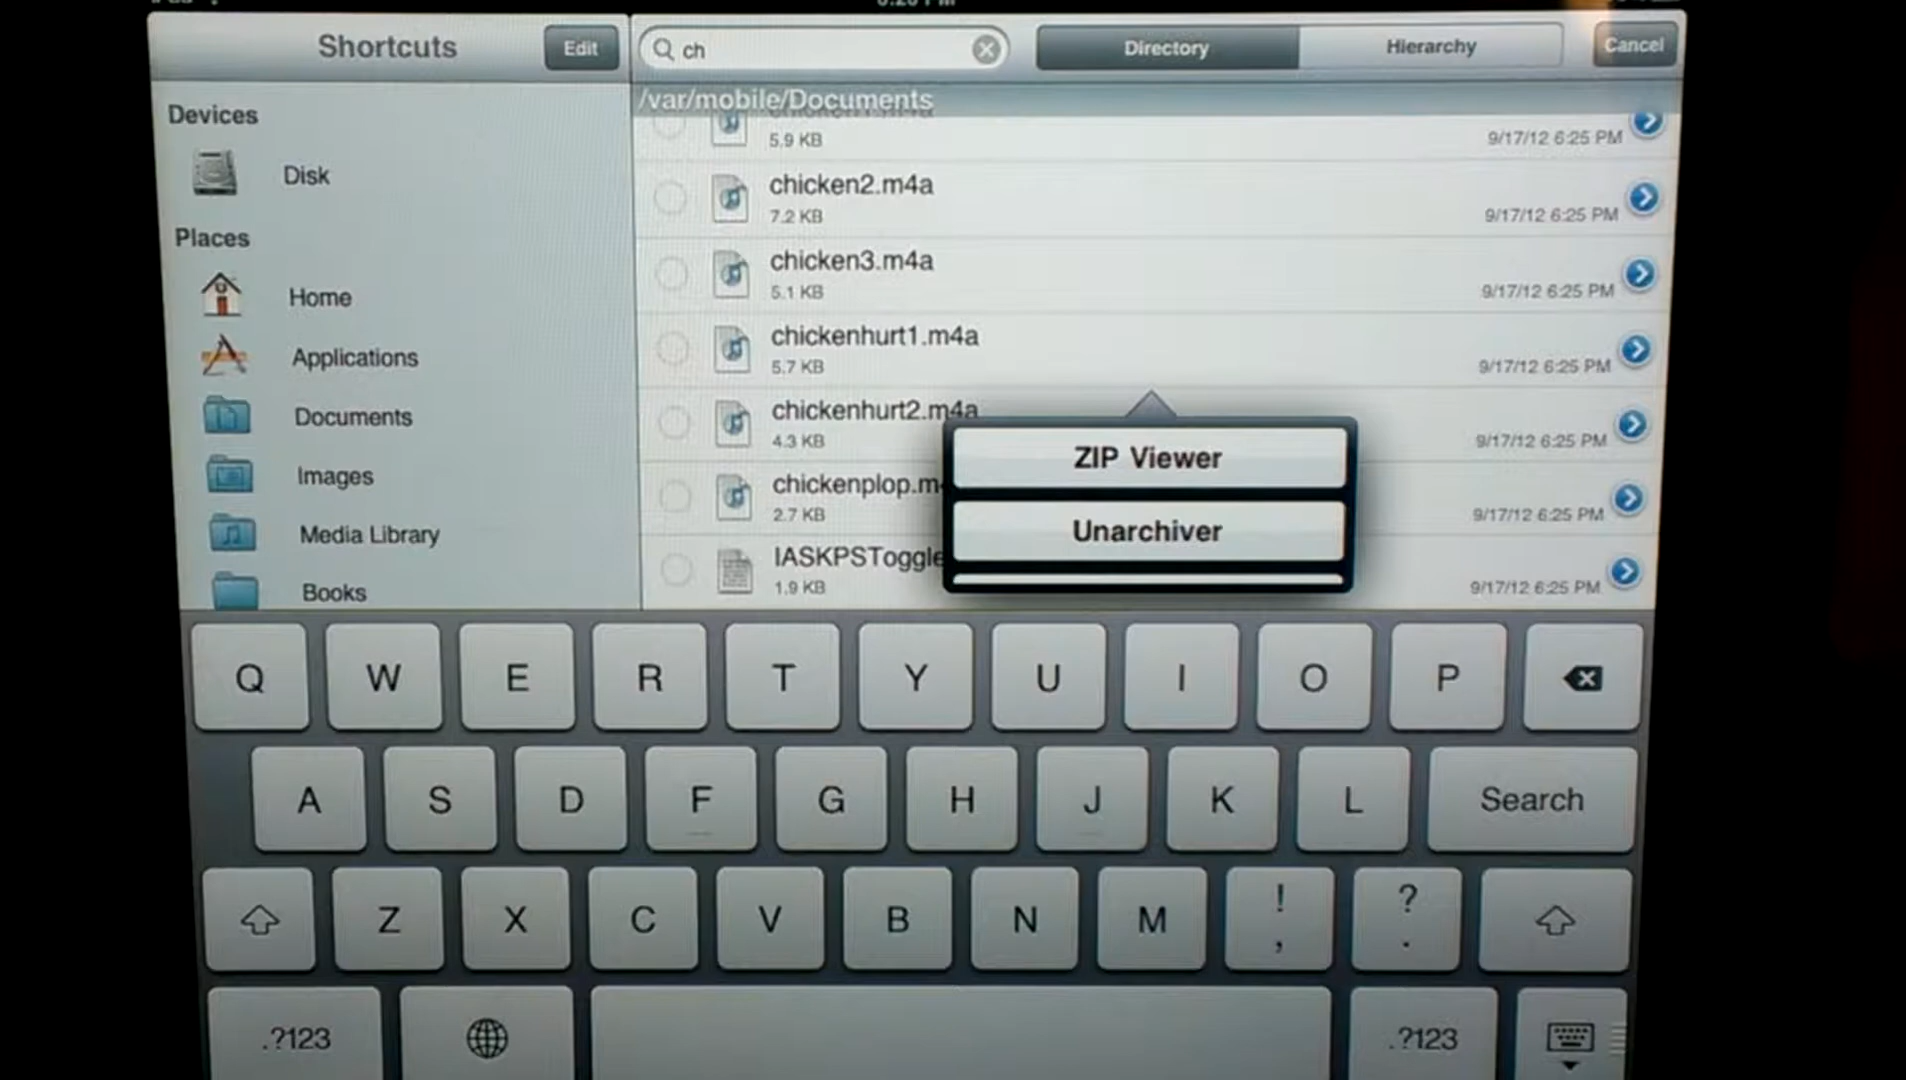 Shortcuts
Edit
ch
Directory
Hierarchy
Cancel
/var/mobile/Documents
Devices
Disk
Places
Home
Applications
Documents
Images
Media Library
Books
5.9 KB
9/17/12 6:25 PM
chicken2.m4a
7.2 KB
9/17/12 6:25 PM
chicken3.m4a
5.1 KB
9/17/12 6:25 PM
chickenhurt1.m4a
5.7 KB
9/17/12 6:25 PM
chickenhurt2.m4a
4.3 KB
9/17/12 6:25 PM
chickenplop.m4
2.7 KB
9/17/12 6:25 PM
IASKPSToggle
1.9 KB
9/17/12 6:25 PM
ZIP Viewer
Unarchiver
Q W E R T Y U I O P
A S D F G H J K L Search
Z X C V B N M ! , ? .
.?123 .?123